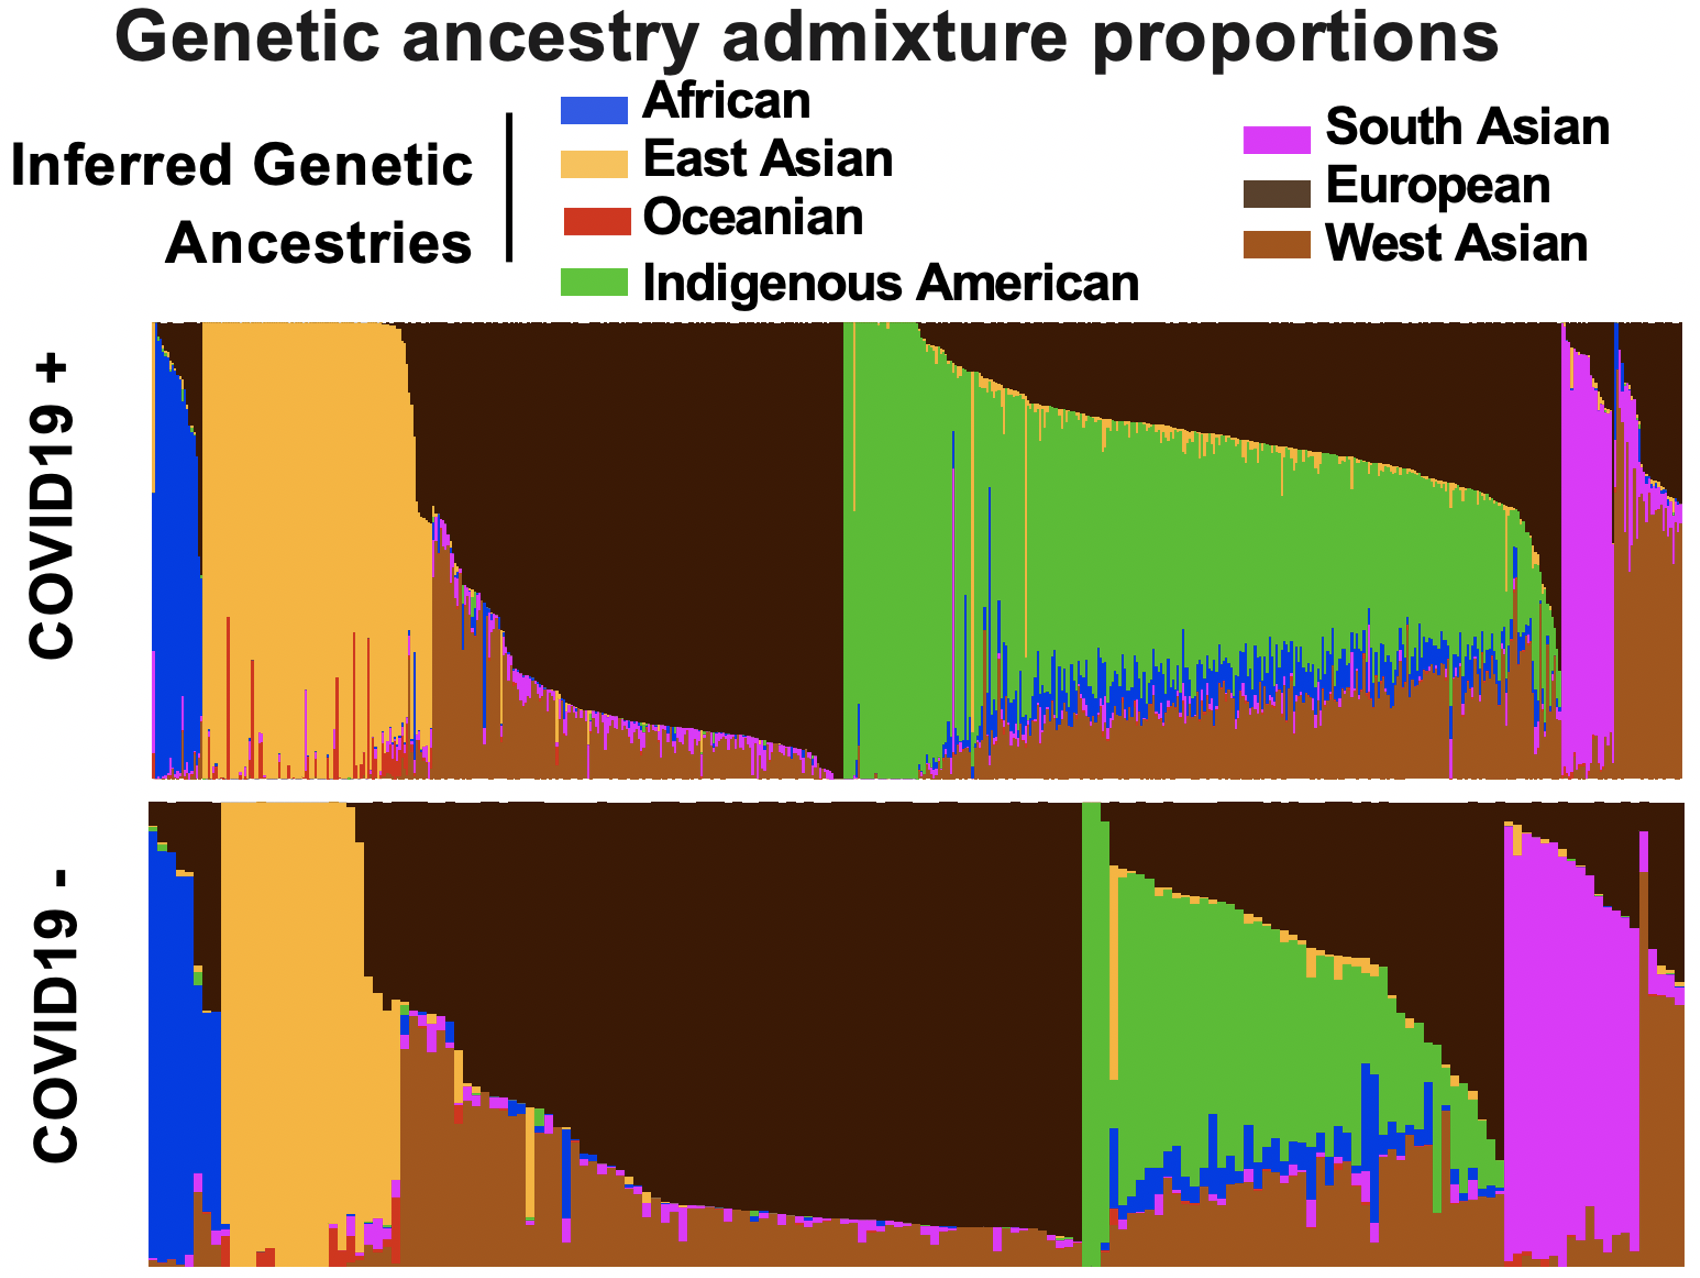 Genetic ancestry admixture proportions
Inferred Genetic
Ancestries
African
East Asian
Oceanian
Indigenous American
South Asian
European
West Asian
COVID19 +
COVID19 -